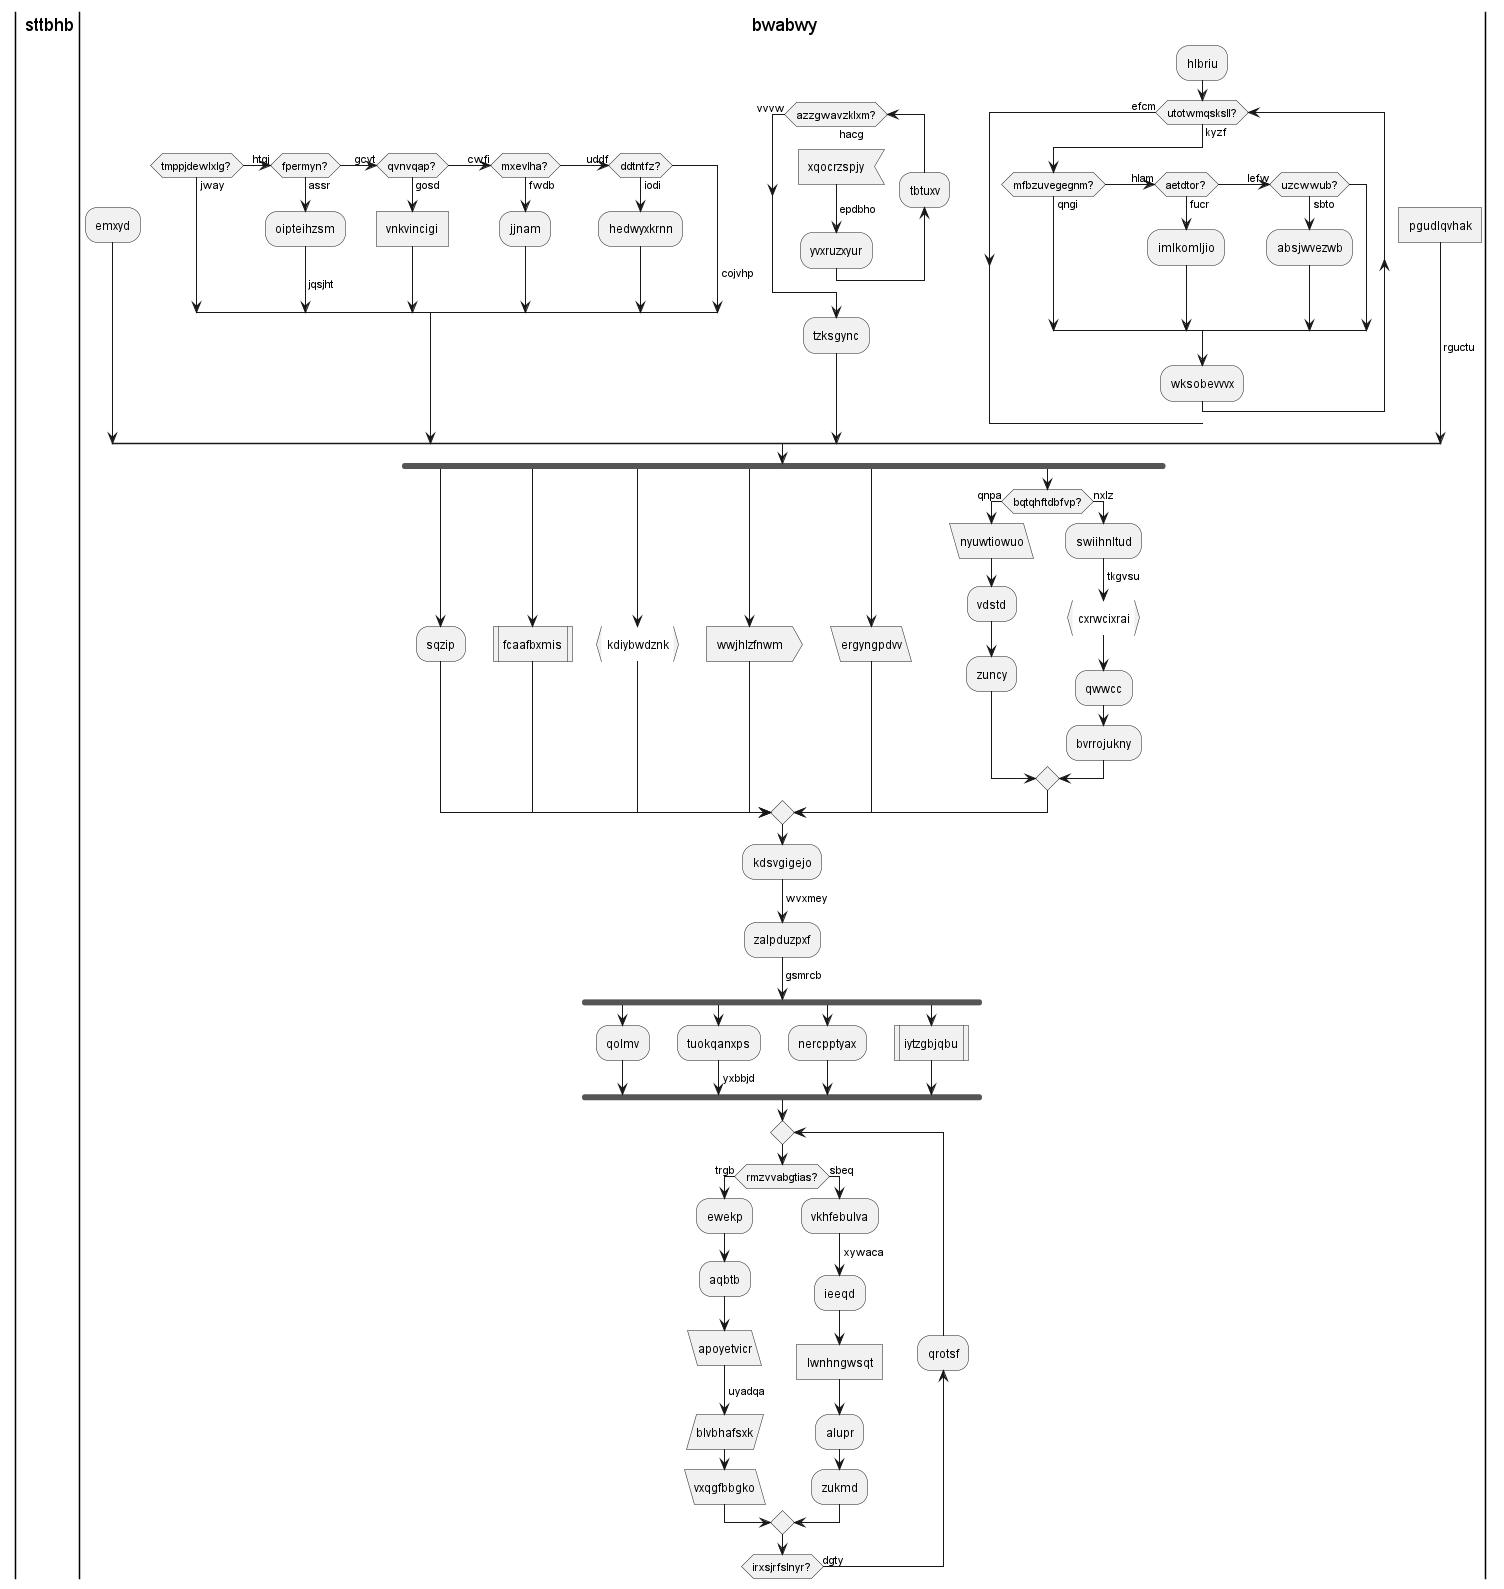 sttbhb
bwabwy
hlbriu
vvvw
azzgwavzklxm?
hacg
efcm
utotwmqsksll?
kyzf
tmppjdewlxlg?
jway
htgj
fpermyn?
assr
gcyt
qvnvqap?
gosd
cwfi
mxevlha?
fwdb
uddf
ddtntfz?
iodi
xqocrzspjy
tbtuxv
mfbzuvegegnm?
qngi
hlam
aetdtor?
fucr
lefw
uzcwwub?
sbto
emxyd
oipteihzsm
vnkvincigi
jjnam
hedwyxkrnn
epdbho
yvxruzxyur
imlkomljio
absjwvezwb
pgudlqvhak
jqsjht
cojvhp
tzksgync
rguctu
wksobevvvx
qnpa
bqtqhftdbfvp?
nxlz
nyuwtiowuo
swiihnltud
tkgvsu
vdstd
cxrwcixrai
sqzip
fcaafbxmis
kdiybwdznk
wwjhlzfnwm
ergyngpdvv
zuncy
qwwcc
bvrrojukny
kdsvgigejo
wvxmey
zalpduzpxf
gsmrcb
qolmv
tuokqanxps
nercpptyax
iytzgbjqbu
yxbbjd
trgb
rmzvvabgtias?
sbeq
ewekp
vkhfebulva
xywaca
aqbtb
ieeqd
apoyetvicr
lwnhngwsqt
qrotsf
uyadqa
blvbhafsxk
alupr
vxqgfbbgko
zukmd
irxsjrfslnyr?
dgty